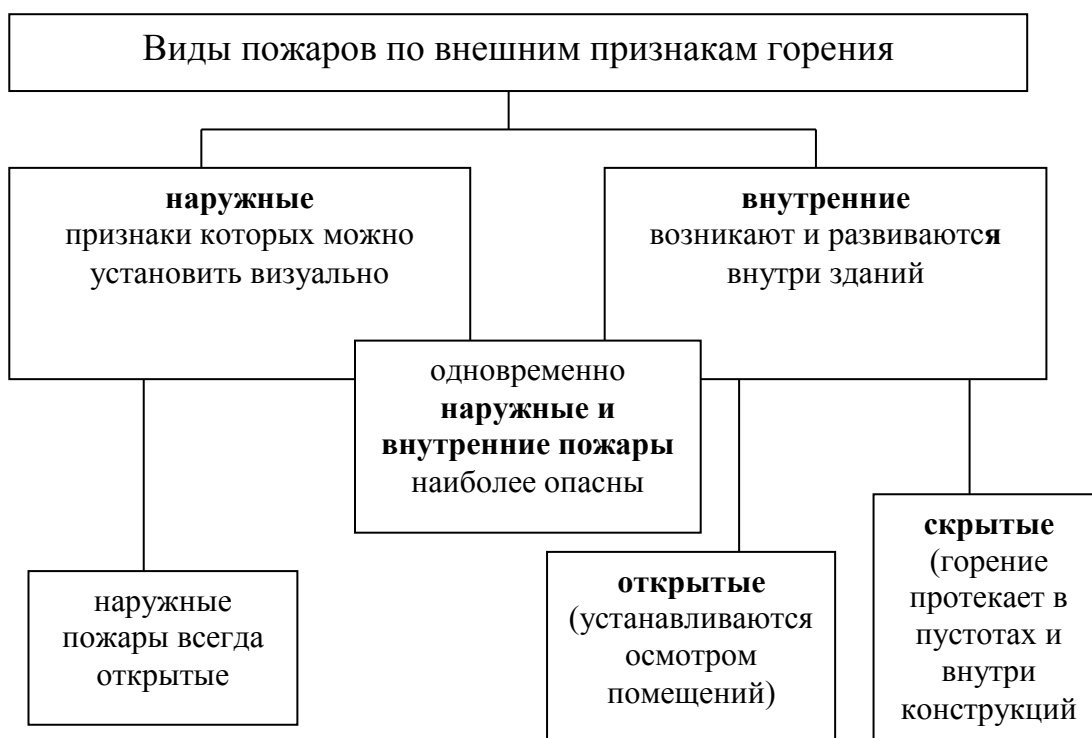 Виды пожаров по внешним признакам горения
наружные
признаки которых можно
установить визуально
внутренние
возникают и развиваются
внутри зданий
одновременно
наружные и
внутренние пожары
наиболее опасны
наружные
пожары всегда
открытые
открытые
(устанавливаются
осмотром
помещений)
скрытые
(горение
протекает в
пустотах и
внутри
конструкций